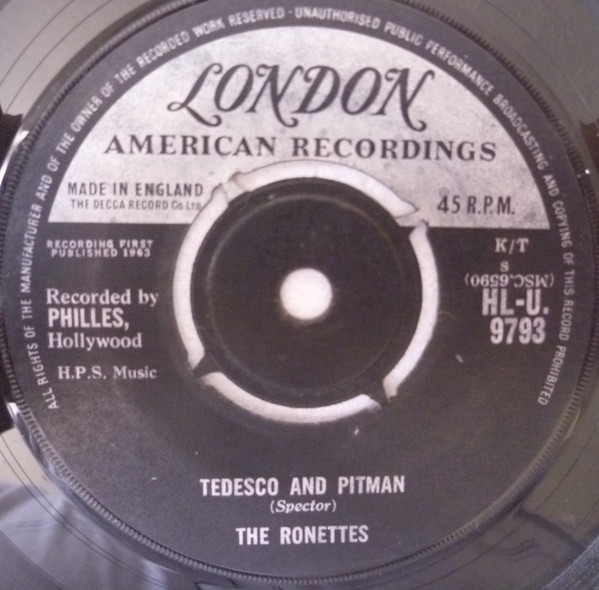 ALL RIGHTS OF THE MANUFACTURER AND OF THE OWNER OF THE RECORDED WORK RESERVED · UNAUTHORISED PUBLIC PERFORMANCE BROADCASTING AND COPYING OF THIS RECORD PROHIBITED
LONDON
AMERICAN RECORDINGS
MADE IN ENGLAND
THE DECCA RECORD Co Ltd
45 R.P.M.
RECORDING FIRST
PUBLISHED 1963
K/T
S
(MSC.6590)
Recorded by
PHILLES,
Hollywood
HL-U.
9793
H.P.S. Music
TEDESCO AND PITMAN
(Spector)
THE RONETTES